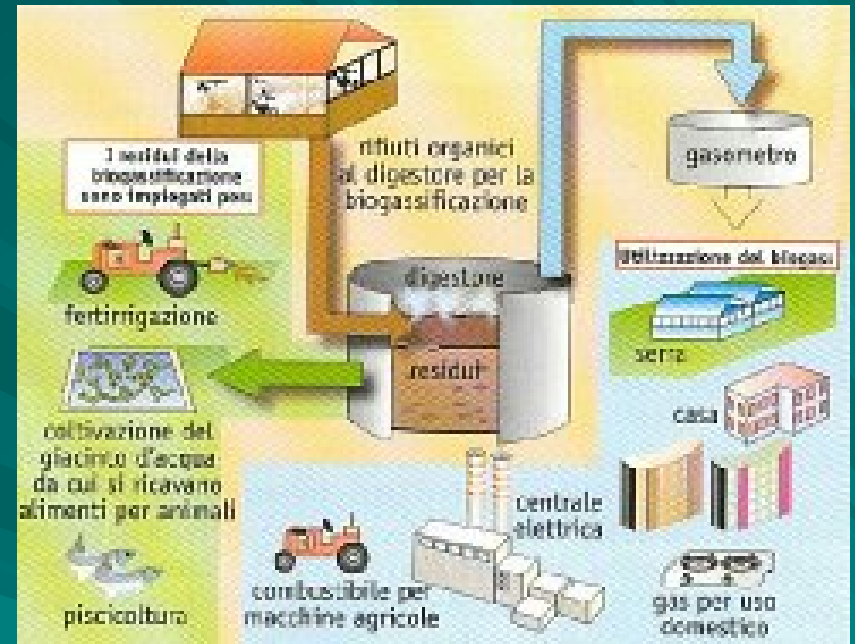 I residui della
biogassificazione
sono impiegati per:
rifiuti organici
al digestore per la
biogassificazione
gasometro
Utilizzazione del biogas:
digestore
residui
fertirrigazione
coltivazione del
giacinto d'acqua
da cui si ricavano
alimenti per animali
piscicoltura
serra
casa
centrale
elettrica
combustibile per
macchine agricole
gas per uso
domestico